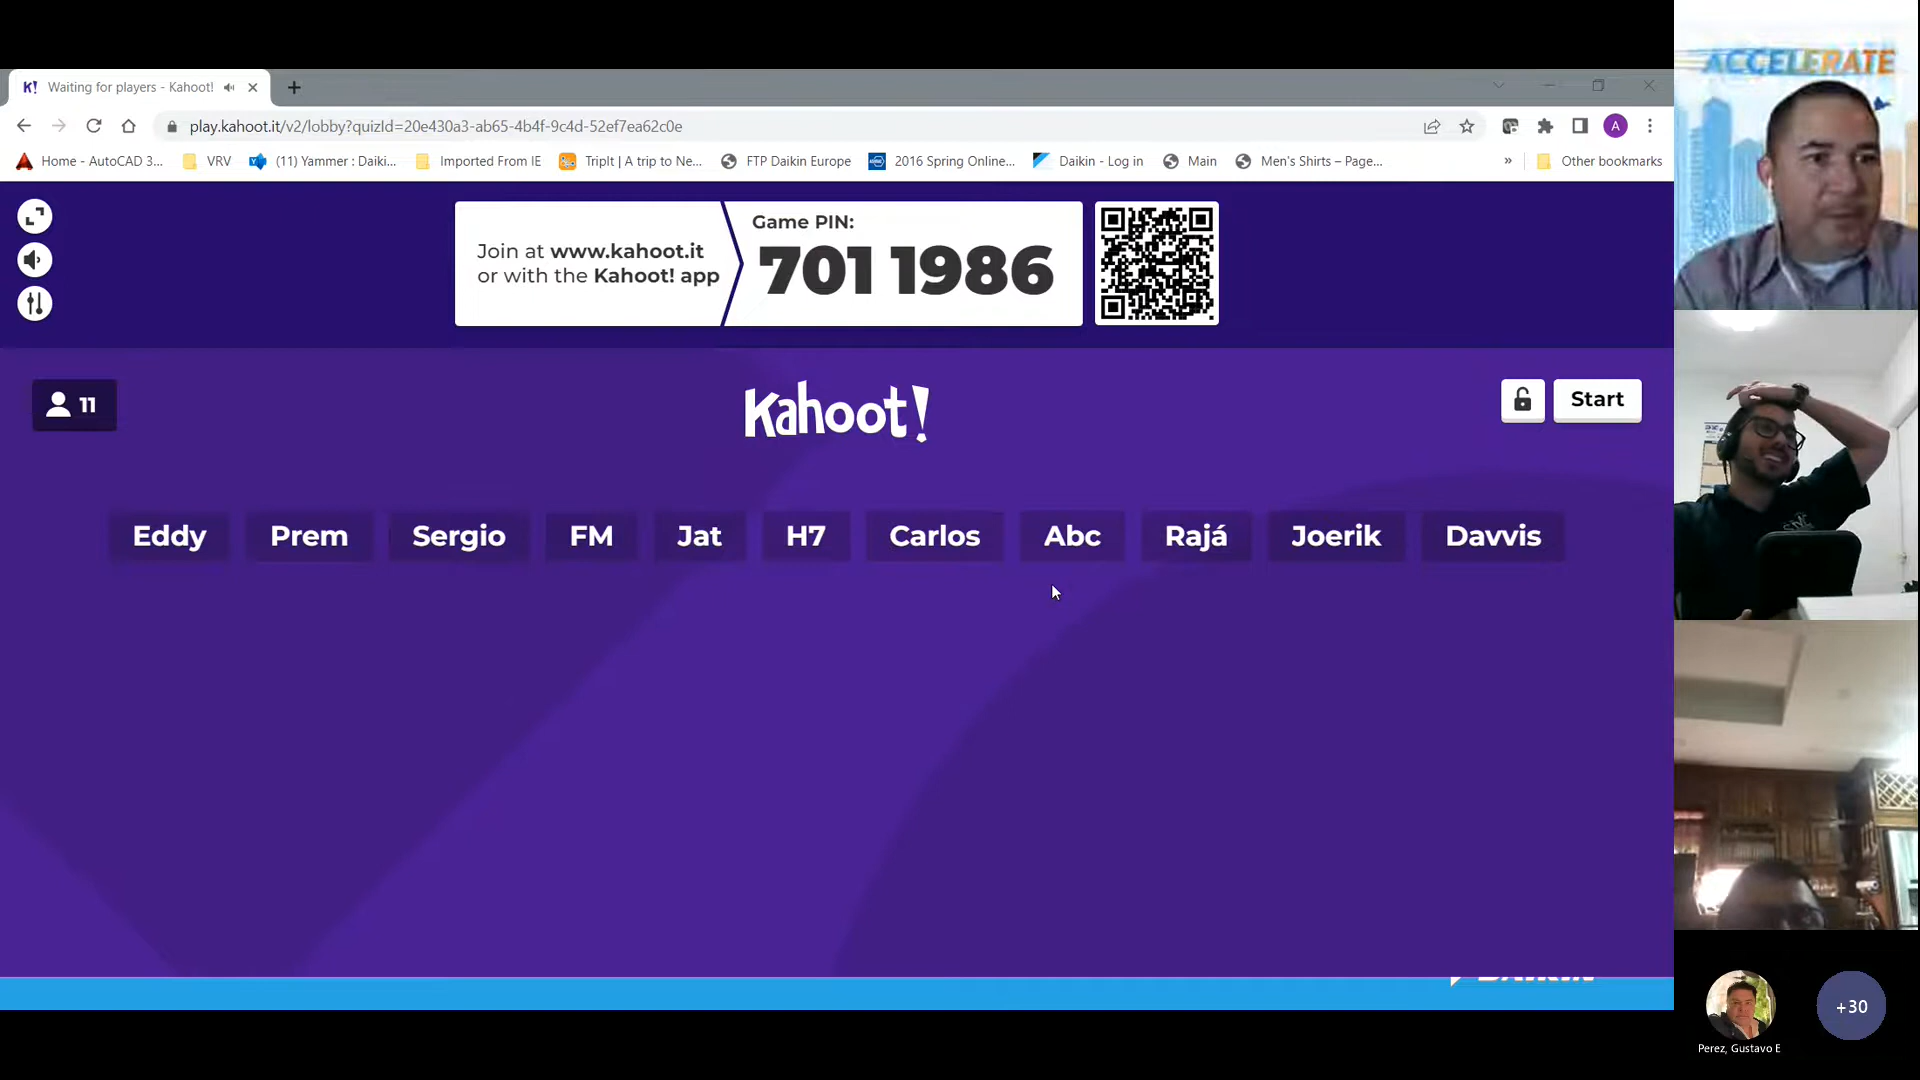 ACCELERATE
K! Waiting for players - Kahoot!
play.kahoot.it/v2/lobby?quizId=20e430a3-ab65-4b4f-9c4d-52ef7ea62c0e
A
Home - AutoCAD 3... VRV (11) Yammer : Daiki... Imported From IE TripIt | A trip to Ne... FTP Daikin Europe 2016 Spring Online... Daikin - Log in Main Men's Shirts – Page... » Other bookmarks
Game PIN:
Join at www.kahoot.it
or with the Kahoot! app
701 1986
11
Kahoot!
Start
Eddy Prem Sergio FM Jat H7 Carlos Abc Rajá Joerik Davvis
DAIKIN
+30
Perez, Gustavo E